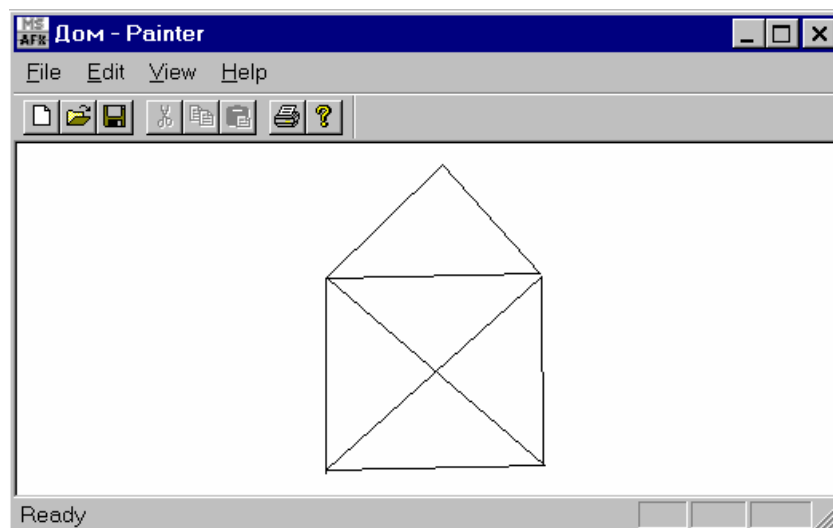 MS
AFX Дом - Painter
File Edit View Help
Ready